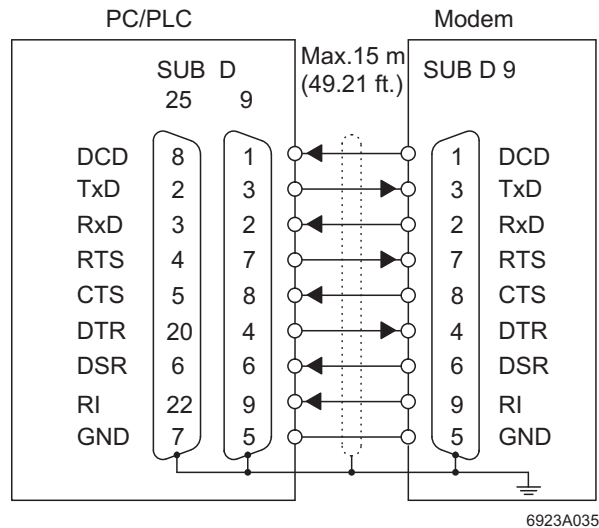 PC/PLC Modem
Max.15 m
SUB D SUB D 9
(49.21 ft.)
25 9
DCD 8 1 1 DCD
TxD 2 3 3 TxD
RxD 3 2 2 RxD
RTS 4 7 7 RTS
CTS 5 8 8 CTS
DTR 20 4 4 DTR
DSR 6 6 6 DSR
RI 22 9 9 RI
GND 7 5 5 GND
6923A035